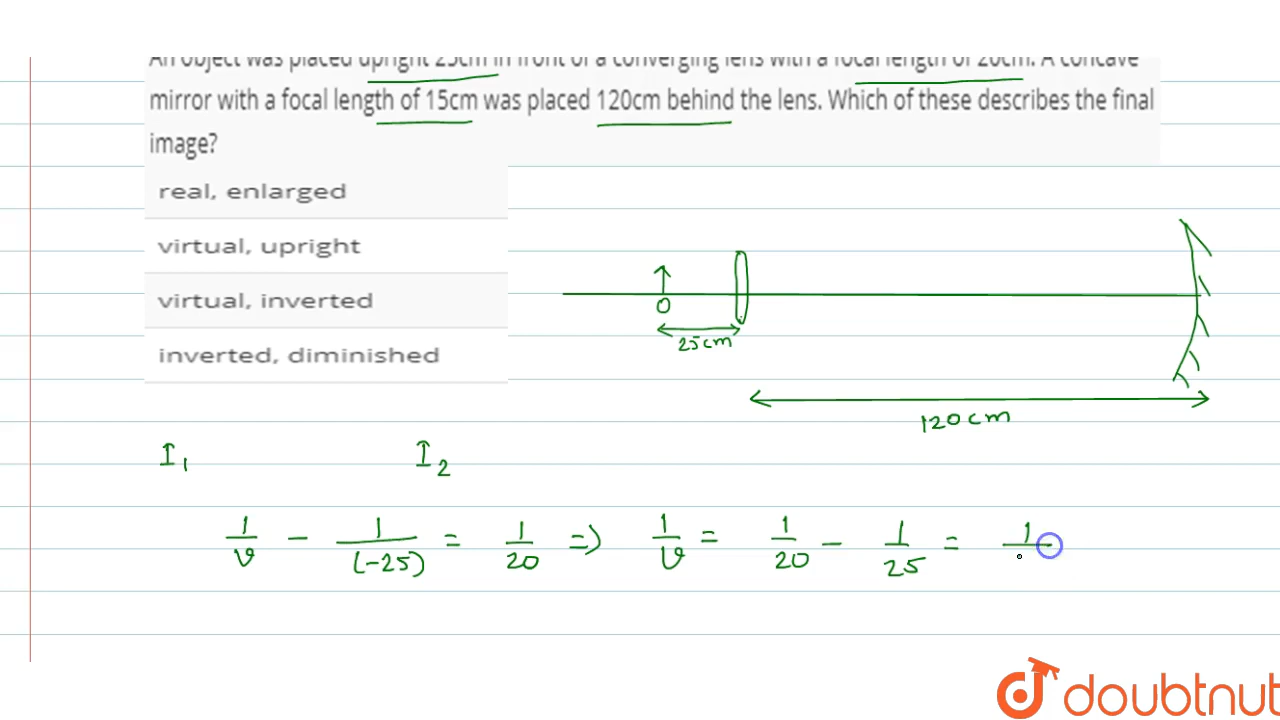 An object was placed upright 25cm in front of a converging lens with a focal length of 20cm. A concave
mirror with a focal length of 15cm was placed 120cm behind the lens. Which of these describes the final
image?
real, enlarged
virtual, upright
virtual, inverted
inverted, diminished
O
25cm
120cm
I₁ I₂
1/v - 1/(-25) = 1/20 => 1/v = 1/20 - 1/25 = 1/
doubtnut